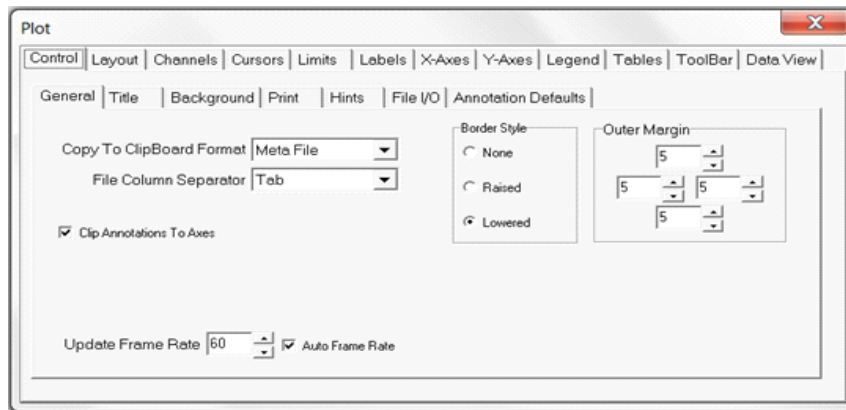 Plot
Control Layout Channels Cursors Limits Labels X-Axes Y-Axes Legend Tables ToolBar Data View
General Title Background Print Hints File I/O Annotation Defaults
Copy To ClipBoard Format Meta File
File Column Separator Tab
Clip Annotations To Axes
Border Style
None
Raised
Lowered
Outer Margin
5
5 5
5
Update Frame Rate 60 Auto Frame Rate